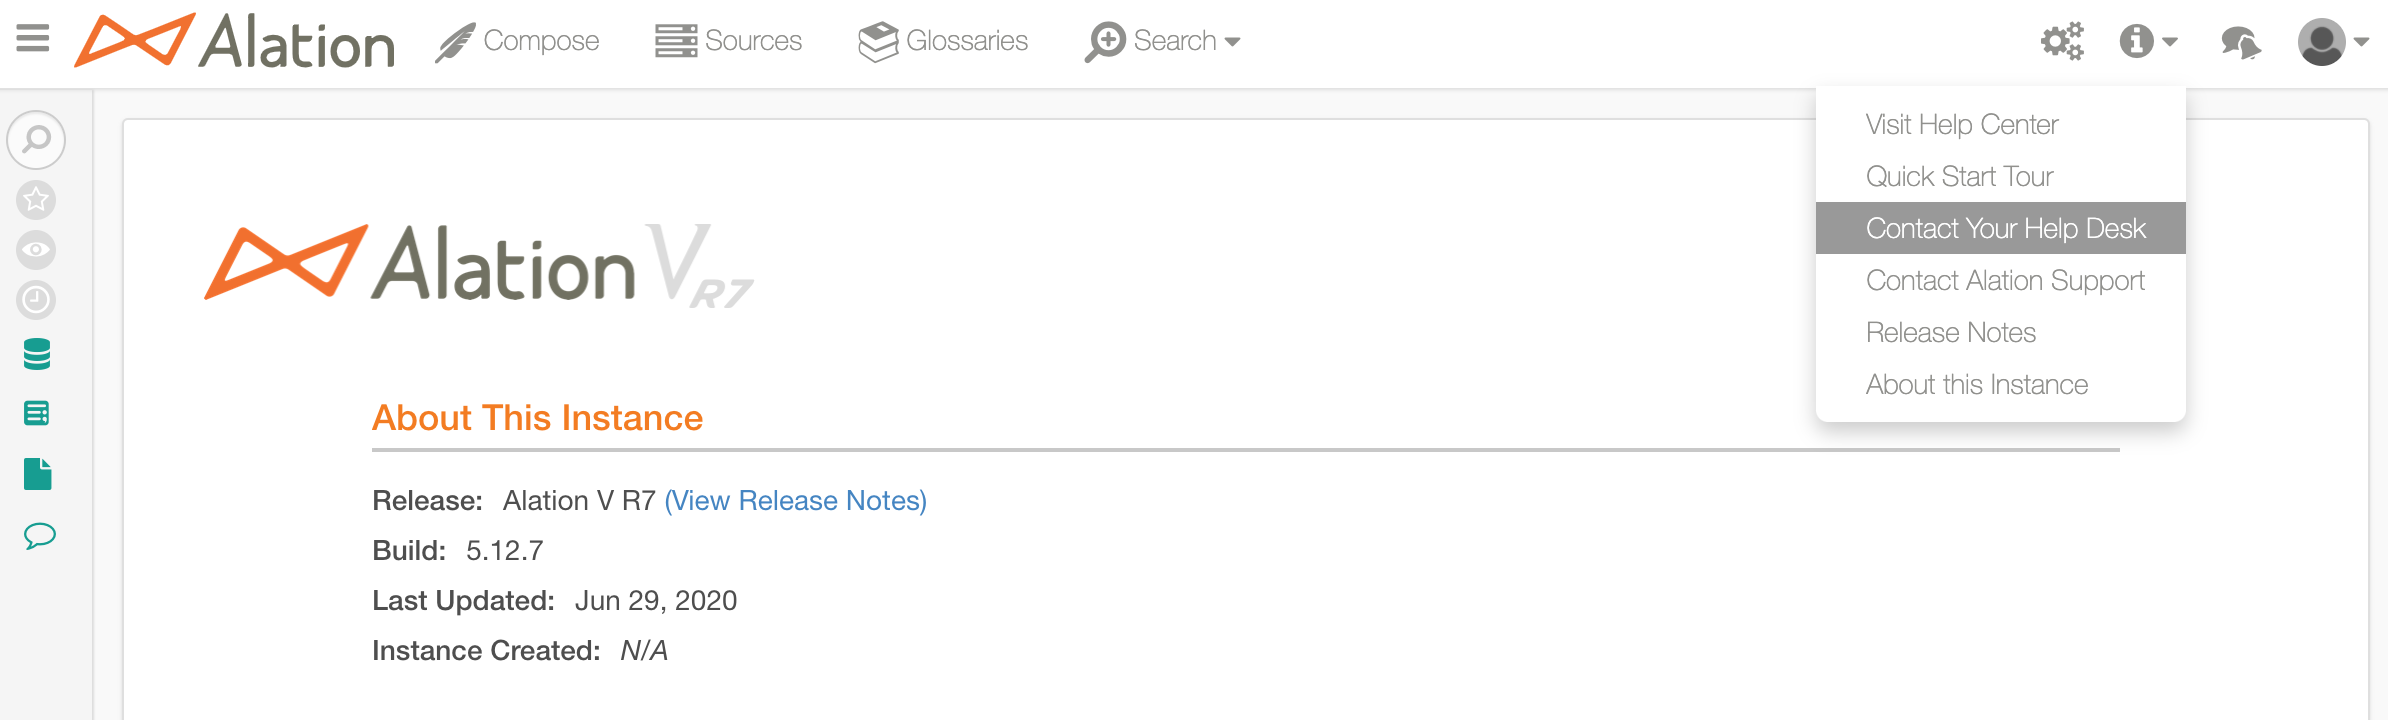 Alation Compose Sources Glossaries Search
Visit Help Center
Quick Start Tour
Contact Your Help Desk
Contact Alation Support
Release Notes
About this Instance
Alation V R7
About This Instance
Release: Alation V R7 (View Release Notes)
Build: 5.12.7
Last Updated: Jun 29, 2020
Instance Created: N/A